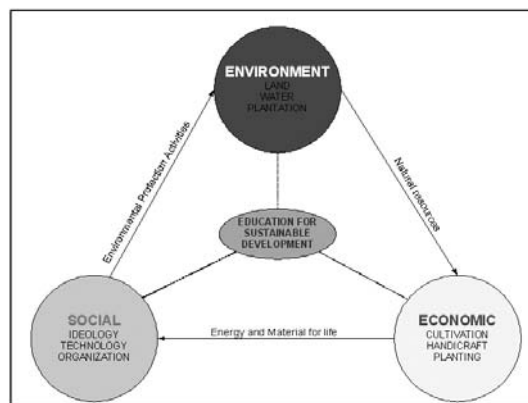 ENVIRONMENT
LAND
WATER
PLANTATION
Environmental Protection Activities
Natural resources
EDUCATION FOR
SUSTAINABLE
DEVELOPMENT
SOCIAL
IDEOLOGY
TECHNOLOGY
ORGANIZATION
Energy and Material for life
ECONOMIC
CULTIVATION
HANDICRAFT
PLANTING